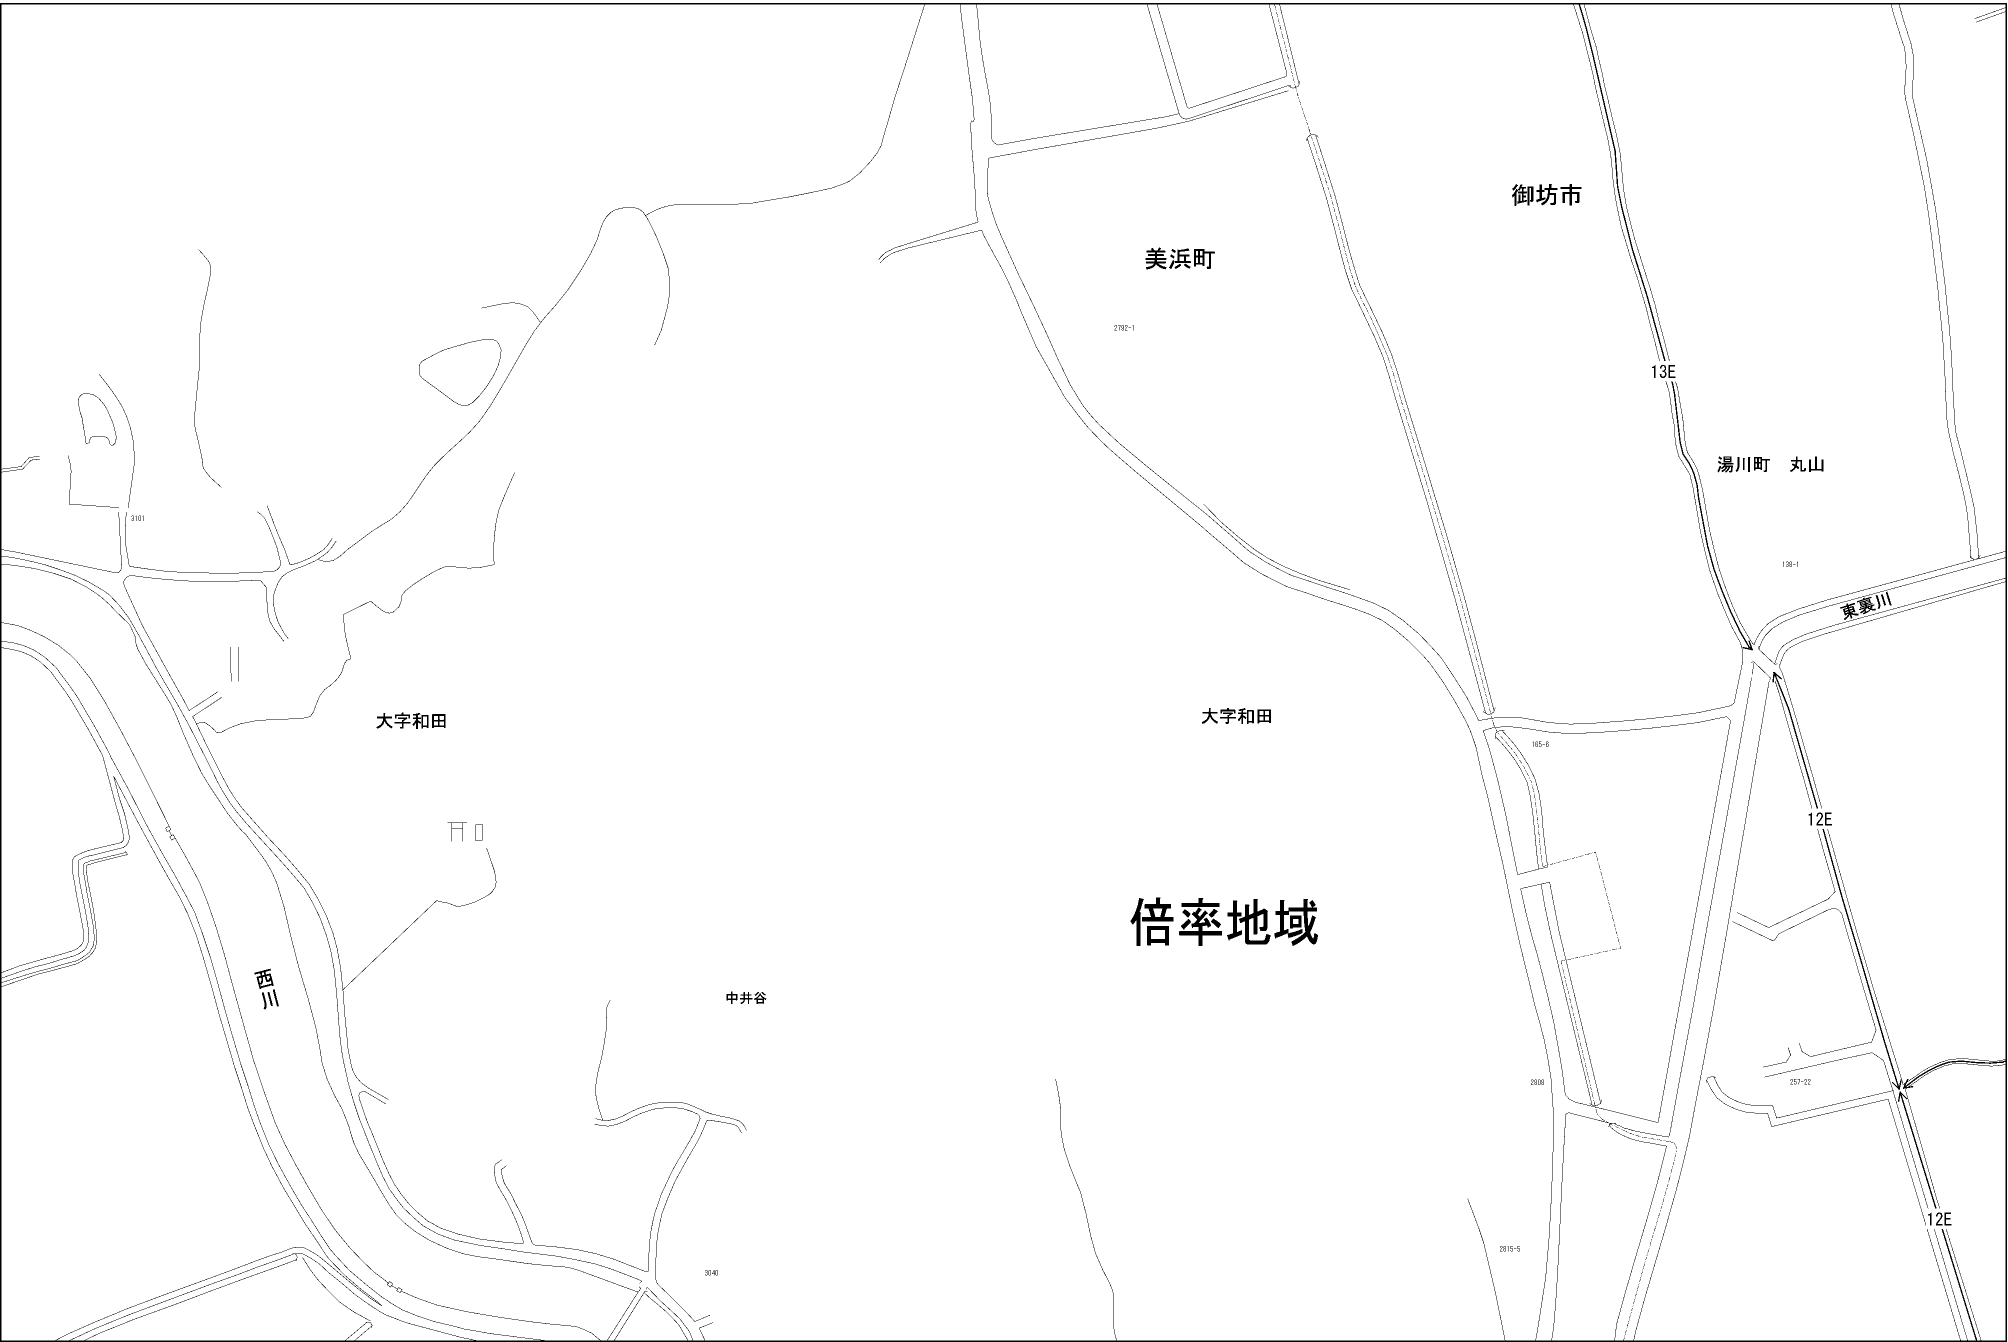 御坊市
美浜町
2792-1
13E
湯川町　丸山
3101
138-1
東裏川
大字和田
大字和田
165-6
12E
倍率地域
西川
中井谷
2808
257-22
12E
2815-5
3040